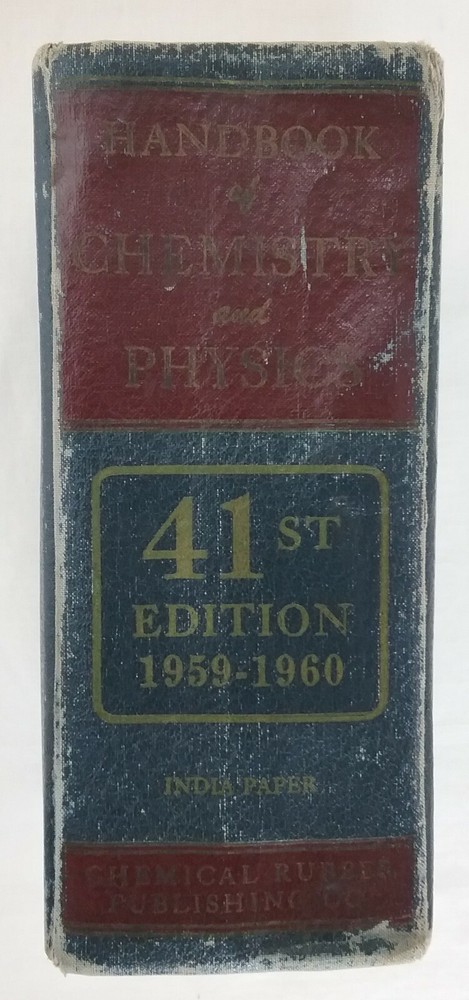 HANDBOOK
of
CHEMISTRY
and
PHYSICS
41ST
EDITION
1959-1960
INDIA PAPER
CHEMICAL RUBBER
PUBLISHING CO.